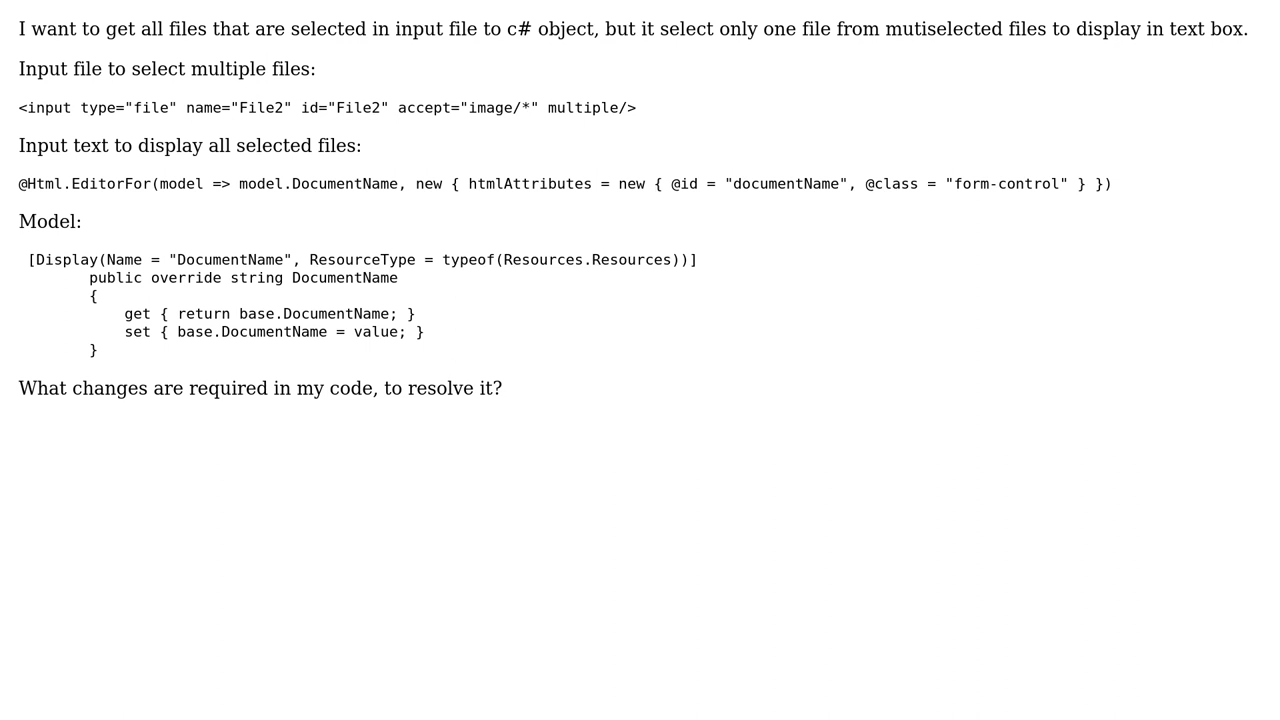 I want to get all files that are selected in input file to c# object, but it select only one file from mutiselected files to display in text box.
Input file to select multiple files:
<input type="file" name="File2" id="File2" accept="image/*" multiple/>
Input text to display all selected files:
@Html.EditorFor(model => model.DocumentName, new { htmlAttributes = new { @id = "documentName", @class = "form-control" } })
Model:
[Display(Name = "DocumentName", ResourceType = typeof(Resources.Resources))]
public override string DocumentName
{
get { return base.DocumentName; }
set { base.DocumentName = value; }
}
What changes are required in my code, to resolve it?